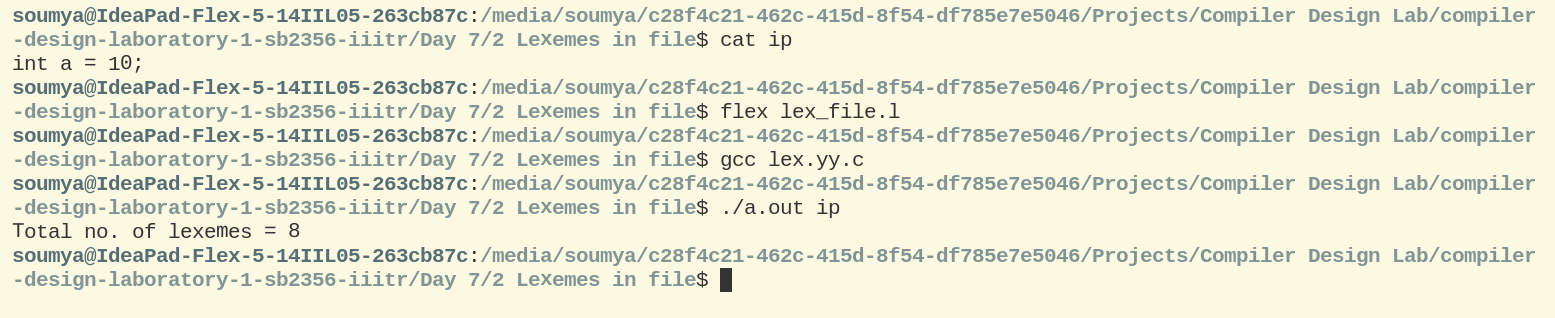 soumya@IdeaPad-Flex-5-14IIL05-263cb87c:/media/soumya/c28f4c21-462c-415d-8f54-df785e7e5046/Projects/Compiler Design Lab/compiler
-design-laboratory-1-sb2356-iiitr/Day 7/2 LeXemes in file$ cat ip
int a = 10;
soumya@IdeaPad-Flex-5-14IIL05-263cb87c:/media/soumya/c28f4c21-462c-415d-8f54-df785e7e5046/Projects/Compiler Design Lab/compiler
-design-laboratory-1-sb2356-iiitr/Day 7/2 LeXemes in file$ flex lex_file.l
soumya@IdeaPad-Flex-5-14IIL05-263cb87c:/media/soumya/c28f4c21-462c-415d-8f54-df785e7e5046/Projects/Compiler Design Lab/compiler
-design-laboratory-1-sb2356-iiitr/Day 7/2 LeXemes in file$ gcc lex.yy.c
soumya@IdeaPad-Flex-5-14IIL05-263cb87c:/media/soumya/c28f4c21-462c-415d-8f54-df785e7e5046/Projects/Compiler Design Lab/compiler
-design-laboratory-1-sb2356-iiitr/Day 7/2 LeXemes in file$ ./a.out ip
Total no. of lexemes = 8
soumya@IdeaPad-Flex-5-14IIL05-263cb87c:/media/soumya/c28f4c21-462c-415d-8f54-df785e7e5046/Projects/Compiler Design Lab/compiler
-design-laboratory-1-sb2356-iiitr/Day 7/2 LeXemes in file$